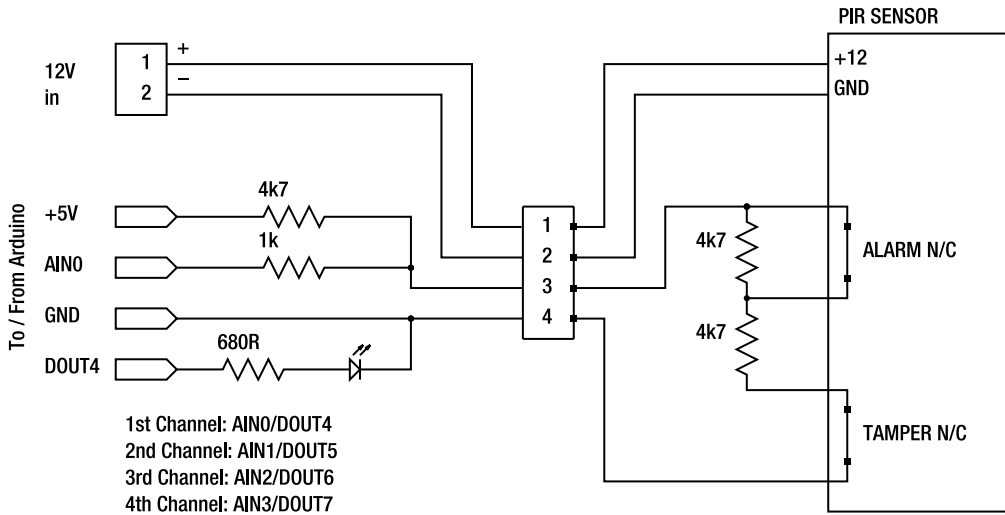 PIR SENSOR
12V
in
1
2
+
–
+12
GND
To / From Arduino
+5V
4k7
AIN0
1k
GND
DOUT4
680R
1
2
3
4
4k7
4k7
ALARM N/C
TAMPER N/C
1st Channel: AIN0/DOUT4
2nd Channel: AIN1/DOUT5
3rd Channel: AIN2/DOUT6
4th Channel: AIN3/DOUT7